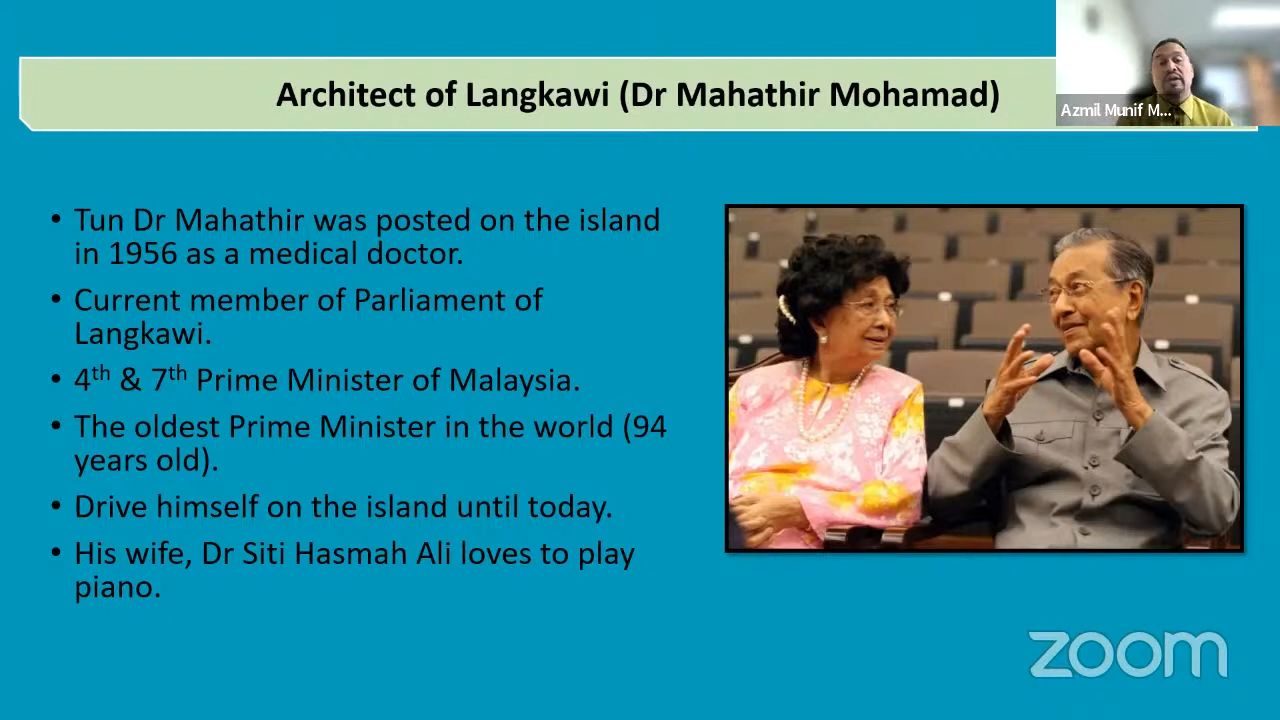 Architect of Langkawi (Dr Mahathir Mohamad)
Azmil Munif M...
• Tun Dr Mahathir was posted on the island
in 1956 as a medical doctor.
• Current member of Parliament of
Langkawi.
• 4th & 7th Prime Minister of Malaysia.
• The oldest Prime Minister in the world (94
years old).
• Drive himself on the island until today.
• His wife, Dr Siti Hasmah Ali loves to play
piano.
zoom